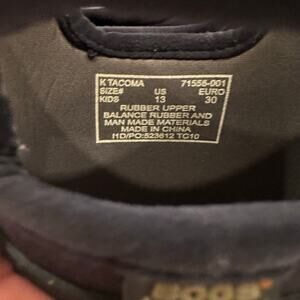 K TACOMA 71555-001
SIZE# US EURO
KIDS 13 30
RUBBER UPPER
BALANCE RUBBER AND
MAN MADE MATERIALS
MADE IN CHINA
HD/PO:523612 TC10